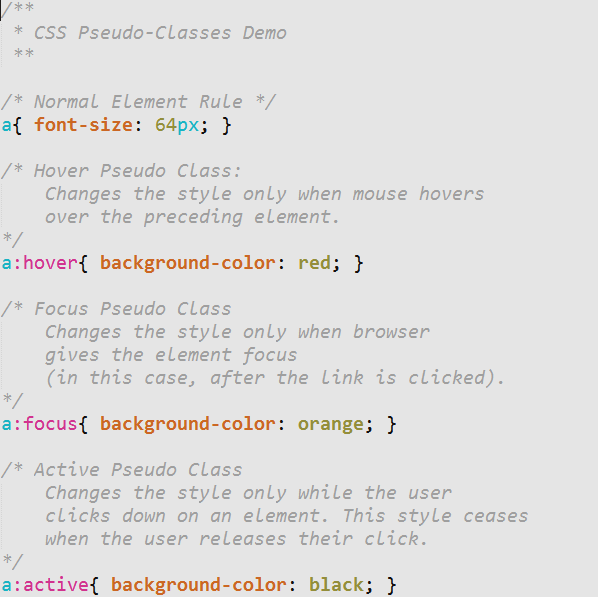 /**
* CSS Pseudo-Classes Demo
**
/* Normal Element Rule */
a{ font-size: 64px; }
/* Hover Pseudo Class:
Changes the style only when mouse hovers
over the preceding element.
*/
a:hover{ background-color: red; }
/* Focus Pseudo Class
Changes the style only when browser
gives the element focus
(in this case, after the link is clicked).
*/
a:focus{ background-color: orange; }
/* Active Pseudo Class
Changes the style only while the user
clicks down on an element. This style ceases
when the user releases their click.
*/
a:active{ background-color: black; }